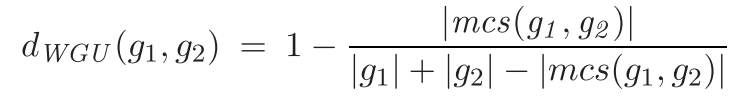 d_{WGU}(g_1, g_2) = 1 - \frac{|mcs(g_1, g_2)|}{|g_1| + |g_2| - |mcs(g_1, g_2)|}